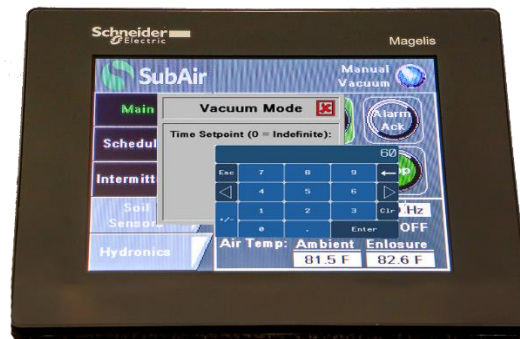 Schneider
Electric
Magelis
SubAir
Manual
Vacuum
Main
Vacuum Mode
Alarm
Ack
Time Setpoint (0 = Indefinite):
Schedul
60
Esc 7 8 9
Intermitt
4 5 6
+/- 1 2 3 Clr
0 . Enter
Soil
Sensors
Hz
OFF
Hydronics
Air Temp: Ambient Enlosure
81.5 F 82.6 F